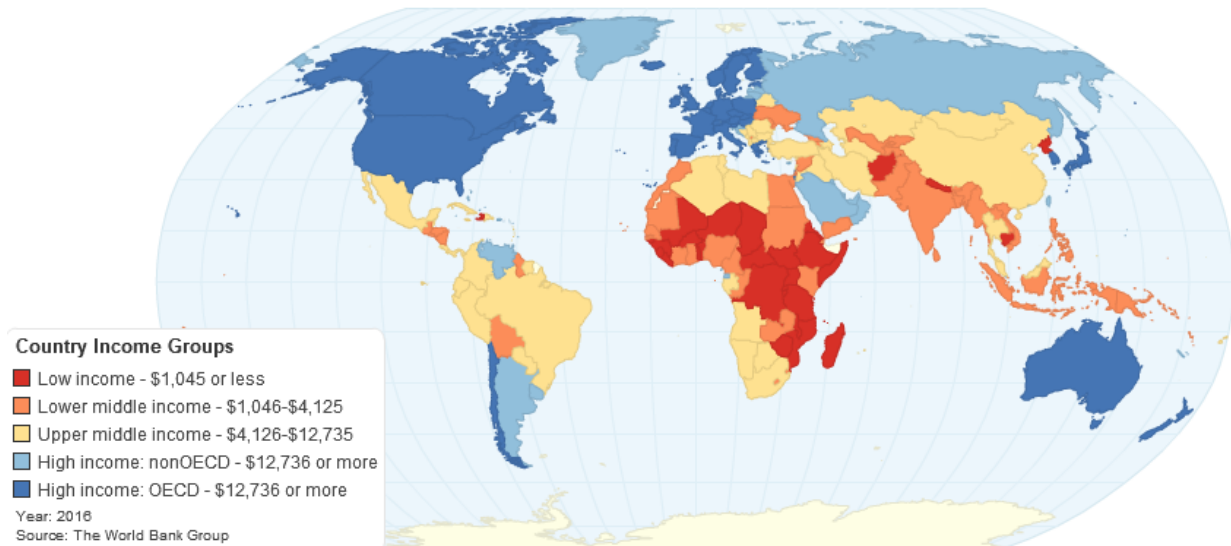 Country Income Groups
Low income - $1,045 or less
Lower middle income - $1,046-$4,125
Upper middle income - $4,126-$12,735
High income: nonOECD - $12,736 or more
High income: OECD - $12,736 or more
Year: 2016
Source: The World Bank Group